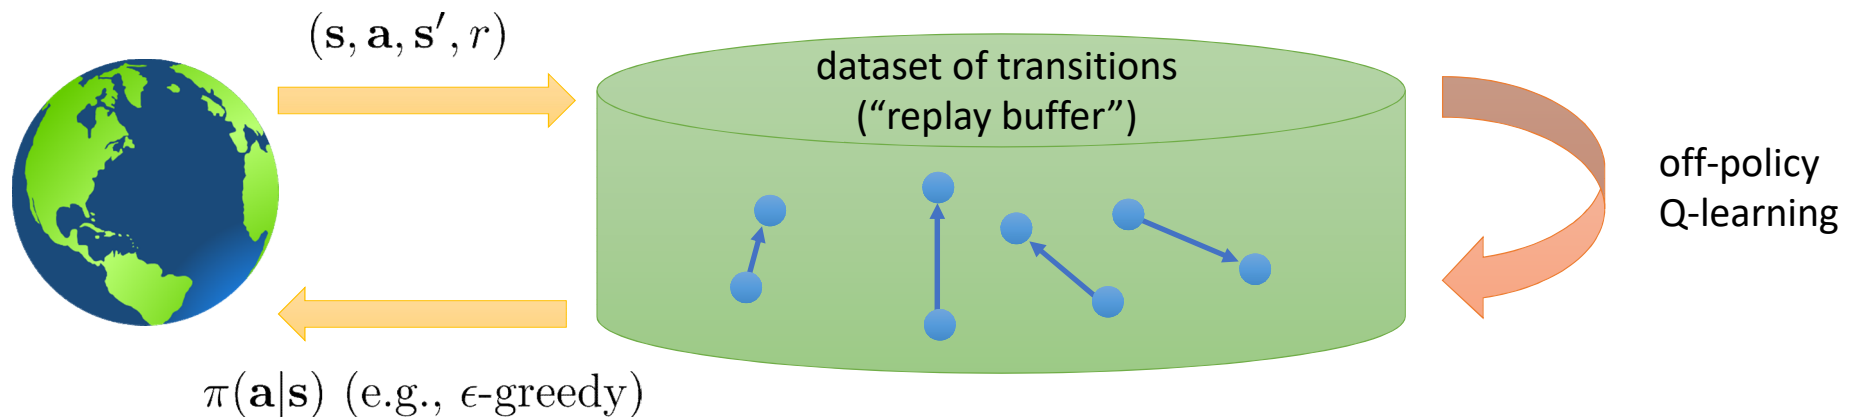 (s, a, s′, r)
dataset of transitions
(“replay buffer”)
off-policy
Q-learning
π(a|s) (e.g., ϵ-greedy)